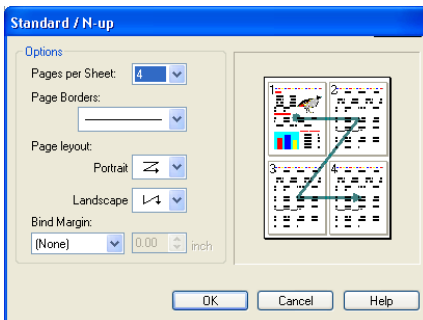 Standard / N-up
Options
Pages per Sheet: 4
Page Borders:
Page layout:
Portrait
Landscape
Bind Margin:
(None) 0.00 inch
1 2
3 4
OK Cancel Help